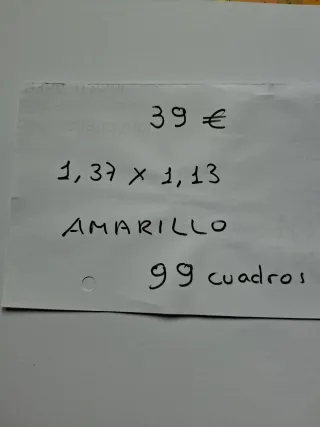 39 €
1,37 x 1,13
AMARILLO
99 cuadros